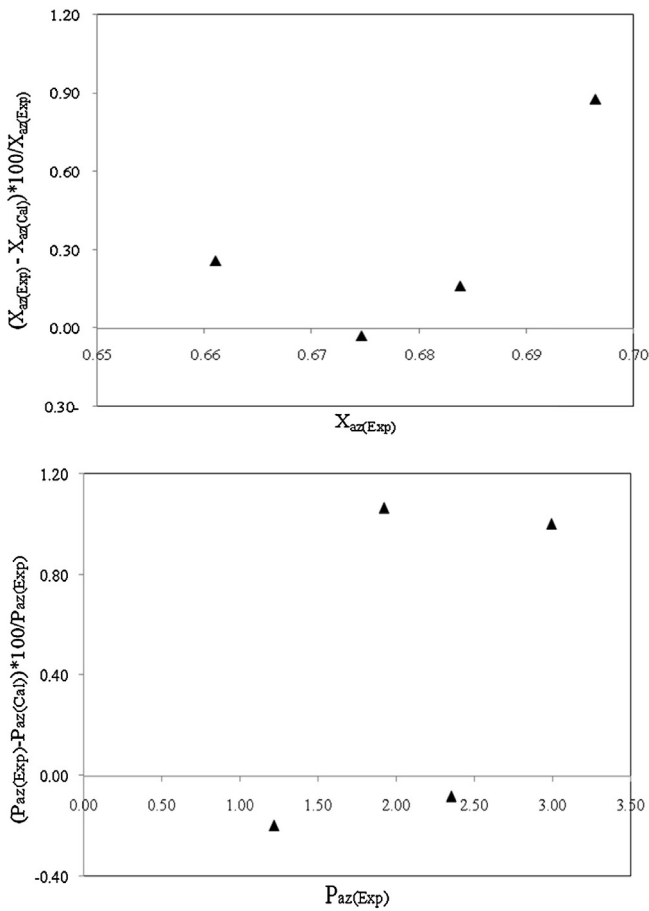 1.20
0.90
0.60
0.30
0.00
0.30-
(Xaz(Exp) - Xaz(Cal))*100/Xaz(Exp)
0.65 0.66 0.67 0.68 0.69 0.70
Xaz(Exp)
1.20
0.80
0.40
0.00
-0.40
(Paz(Exp)-Paz(Cal))*100/Paz(Exp)
0.00 0.50 1.00 1.50 2.00 2.50 3.00 3.50
Paz(Exp)